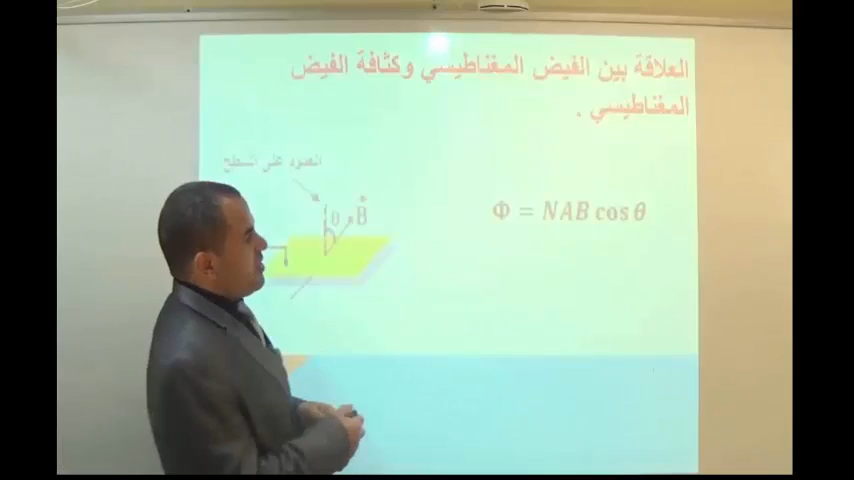 العلاقة بين الفيض المغناطيسي وكثافة الفيض
المغناطيسي .
العمود على السطح
θ B
Φ = NAB cos θ